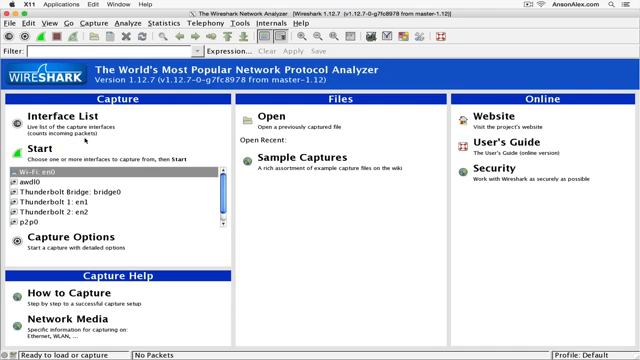 X11 Applications Edit Window Help
AnsonAlex.com
The Wireshark Network Analyzer [Wireshark 1.12.7 (v1.12.7-0-g7fc8978 from master-1.12)]
File Edit View Go Capture Analyze Statistics Telephony Tools Internals Help
Filter: Expression... Clear Apply Save
WIRESHARK
The World's Most Popular Network Protocol Analyzer
Version 1.12.7 (v1.12.7-0-g7fc8978 from master-1.12)
Capture
Interface List
Live list of the capture interfaces
(counts incoming packets)
Start
Choose one or more interfaces to capture from, then Start
Wi-Fi: en0
awdl0
Thunderbolt Bridge: bridge0
Thunderbolt 1: en1
Thunderbolt 2: en2
p2p0
Capture Options
Start a capture with detailed options
Capture Help
How to Capture
Step by step to a successful capture setup
Network Media
Specific information for capturing on:
Ethernet, WLAN, ...
Files
Open
Open a previously captured file
Open Recent:
Sample Captures
A rich assortment of example capture files on the wiki
Online
Website
Visit the project's website
User's Guide
The User's Guide (online version)
Security
Work with Wireshark as securely as possible
Ready to load or capture
No Packets
Profile: Default